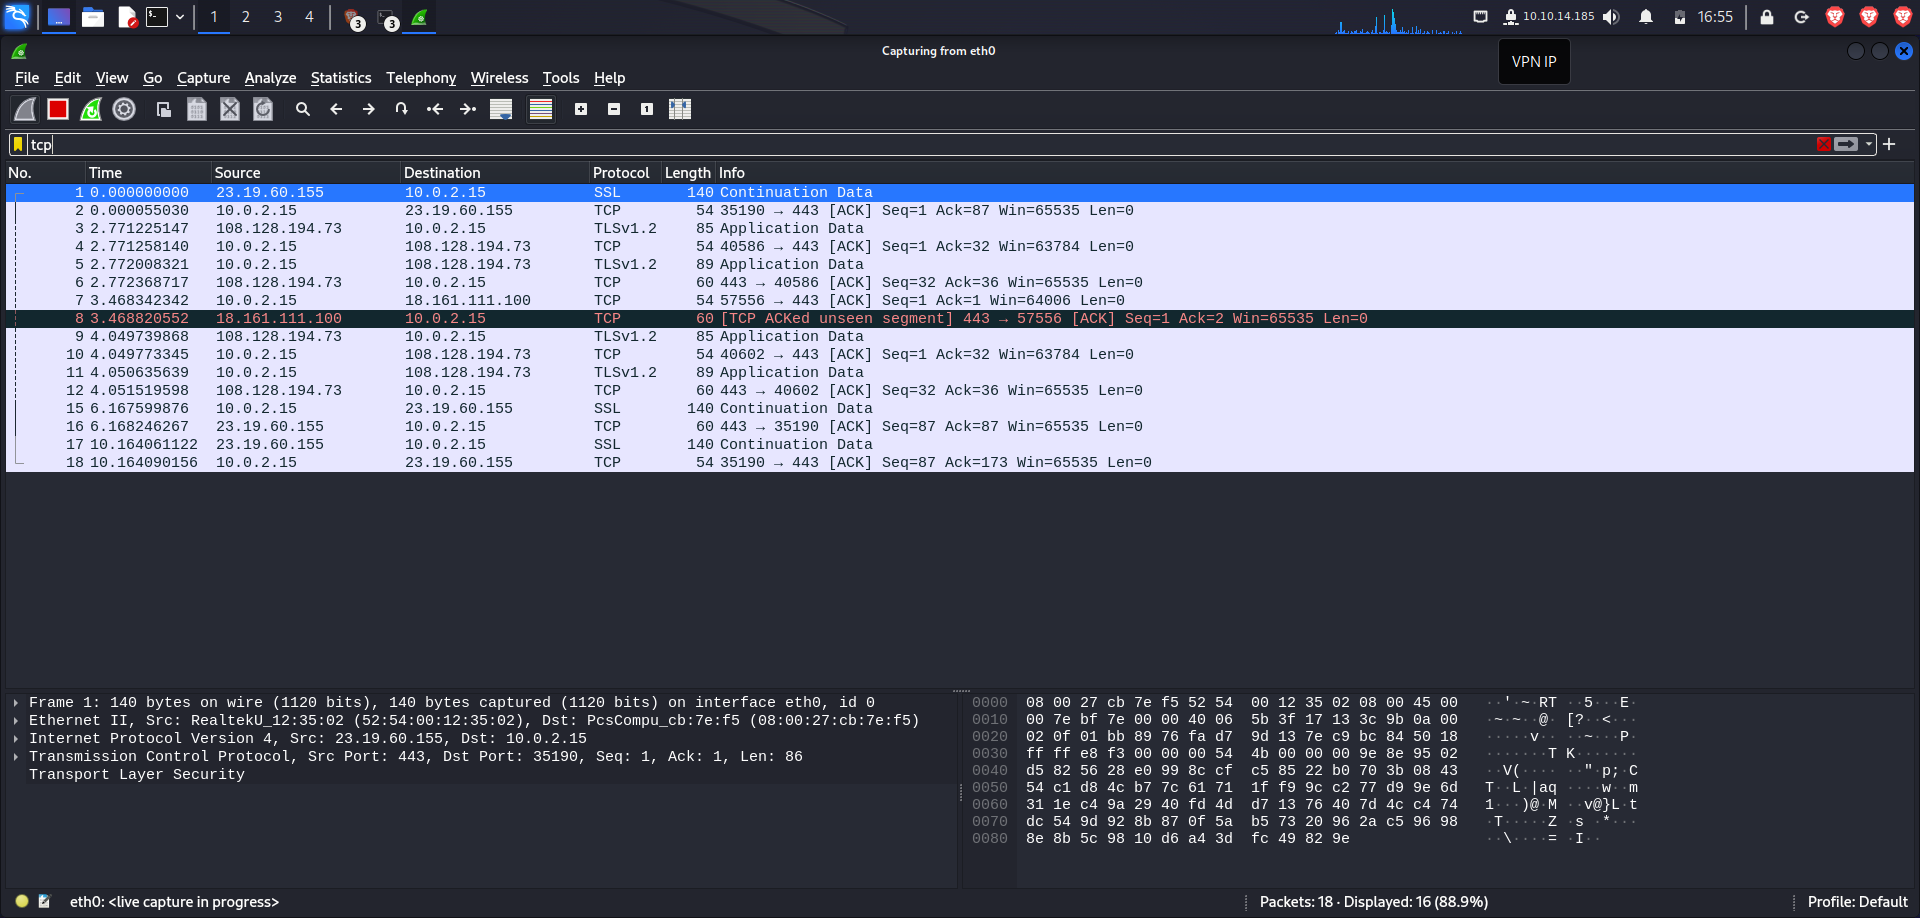 1 2 3 4 3 3 10.10.14.185 16:55
Capturing from eth0
VPN IP
File Edit View Go Capture Analyze Statistics Telephony Wireless Tools Help
tcp
No. Time Source Destination Protocol Length Info
1 0.000000000 23.19.60.155 10.0.2.15 SSL 140 Continuation Data
2 0.000055030 10.0.2.15 23.19.60.155 TCP 54 35190 → 443 [ACK] Seq=1 Ack=87 Win=65535 Len=0
3 2.771225147 108.128.194.73 10.0.2.15 TLSv1.2 85 Application Data
4 2.771258140 10.0.2.15 108.128.194.73 TCP 54 40586 → 443 [ACK] Seq=1 Ack=32 Win=63784 Len=0
5 2.772008321 10.0.2.15 108.128.194.73 TLSv1.2 89 Application Data
6 2.772368717 108.128.194.73 10.0.2.15 TCP 60 443 → 40586 [ACK] Seq=32 Ack=36 Win=65535 Len=0
7 3.468342342 10.0.2.15 18.161.111.100 TCP 54 57556 → 443 [ACK] Seq=1 Ack=1 Win=64006 Len=0
8 3.468820552 18.161.111.100 10.0.2.15 TCP 60 [TCP ACKed unseen segment] 443 → 57556 [ACK] Seq=1 Ack=2 Win=65535 Len=0
9 4.049739868 108.128.194.73 10.0.2.15 TLSv1.2 85 Application Data
10 4.049773345 10.0.2.15 108.128.194.73 TCP 54 40602 → 443 [ACK] Seq=1 Ack=32 Win=63784 Len=0
11 4.050635639 10.0.2.15 108.128.194.73 TLSv1.2 89 Application Data
12 4.051519598 108.128.194.73 10.0.2.15 TCP 60 443 → 40602 [ACK] Seq=32 Ack=36 Win=65535 Len=0
15 6.167599876 10.0.2.15 23.19.60.155 SSL 140 Continuation Data
16 6.168246267 23.19.60.155 10.0.2.15 TCP 60 443 → 35190 [ACK] Seq=87 Ack=87 Win=65535 Len=0
17 10.164061122 23.19.60.155 10.0.2.15 SSL 140 Continuation Data
18 10.164090156 10.0.2.15 23.19.60.155 TCP 54 35190 → 443 [ACK] Seq=87 Ack=173 Win=65535 Len=0
Frame 1: 140 bytes on wire (1120 bits), 140 bytes captured (1120 bits) on interface eth0, id 0
Ethernet II, Src: RealtekU_12:35:02 (52:54:00:12:35:02), Dst: PcsCompu_cb:7e:f5 (08:00:27:cb:7e:f5)
Internet Protocol Version 4, Src: 23.19.60.155, Dst: 10.0.2.15
Transmission Control Protocol, Src Port: 443, Dst Port: 35190, Seq: 1, Ack: 1, Len: 86
Transport Layer Security
0000 08 00 27 cb 7e f5 52 54 00 12 35 02 08 00 45 00 ··'·~·RT ··5···E·
0010 00 7e bf 7e 00 00 40 06 5b 3f 17 13 3c 9b 0a 00 ·~·~··@· [?··<···
0020 02 0f 01 bb 89 76 fa d7 9d 13 7e c9 bc 84 50 18 ·····v·· ··~···P·
0030 ff ff e8 f3 00 00 00 54 4b 00 00 00 9e 8e 95 02 ·······T K·······
0040 d5 82 56 28 e0 99 8c cf c5 85 22 b0 70 3b 08 43 ··V(···· ··"·p;·C
0050 54 c1 d8 4c b7 7c 61 71 1f f9 9c c2 77 d9 9e 6d T··L·|aq ····w··m
0060 31 1e c4 9a 29 40 fd 4d d7 13 76 40 7d 4c c4 74 1···)@·M ··v@}L·t
0070 dc 54 9d 92 8b 87 0f 5a b5 73 20 96 2a c5 96 98 ·T·····Z ·s ·*···
0080 8e 8b 5c 98 10 d6 a4 3d fc 49 82 9e ··\····= ·I··
eth0: <live capture in progress> Packets: 18 · Displayed: 16 (88.9%) Profile: Default